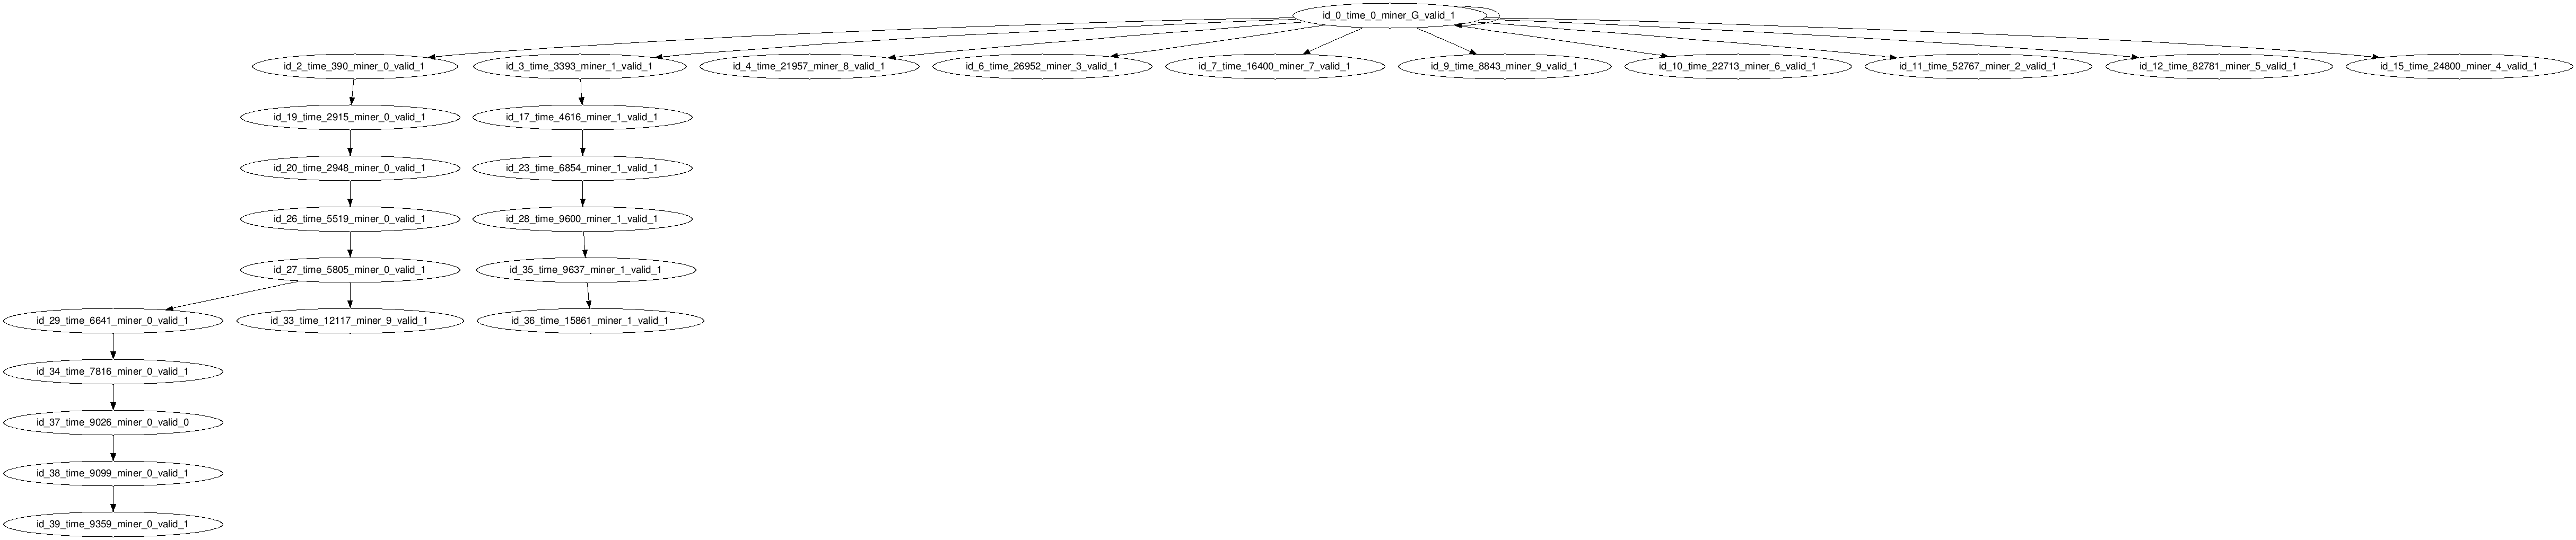 id_0_time_0_miner_G_valid_1
id_2_time_390_miner_0_valid_1
id_3_time_3393_miner_1_valid_1
id_4_time_21957_miner_8_valid_1
id_6_time_26952_miner_3_valid_1
id_7_time_16400_miner_7_valid_1
id_9_time_8843_miner_9_valid_1
id_10_time_22713_miner_6_valid_1
id_11_time_52767_miner_2_valid_1
id_12_time_82781_miner_5_valid_1
id_15_time_24800_miner_4_valid_1
id_19_time_2915_miner_0_valid_1
id_17_time_4616_miner_1_valid_1
id_20_time_2948_miner_0_valid_1
id_23_time_6854_miner_1_valid_1
id_26_time_5519_miner_0_valid_1
id_28_time_9600_miner_1_valid_1
id_27_time_5805_miner_0_valid_1
id_35_time_9637_miner_1_valid_1
id_29_time_6641_miner_0_valid_1
id_33_time_12117_miner_9_valid_1
id_36_time_15861_miner_1_valid_1
id_34_time_7816_miner_0_valid_1
id_37_time_9026_miner_0_valid_0
id_38_time_9099_miner_0_valid_1
id_39_time_9359_miner_0_valid_1